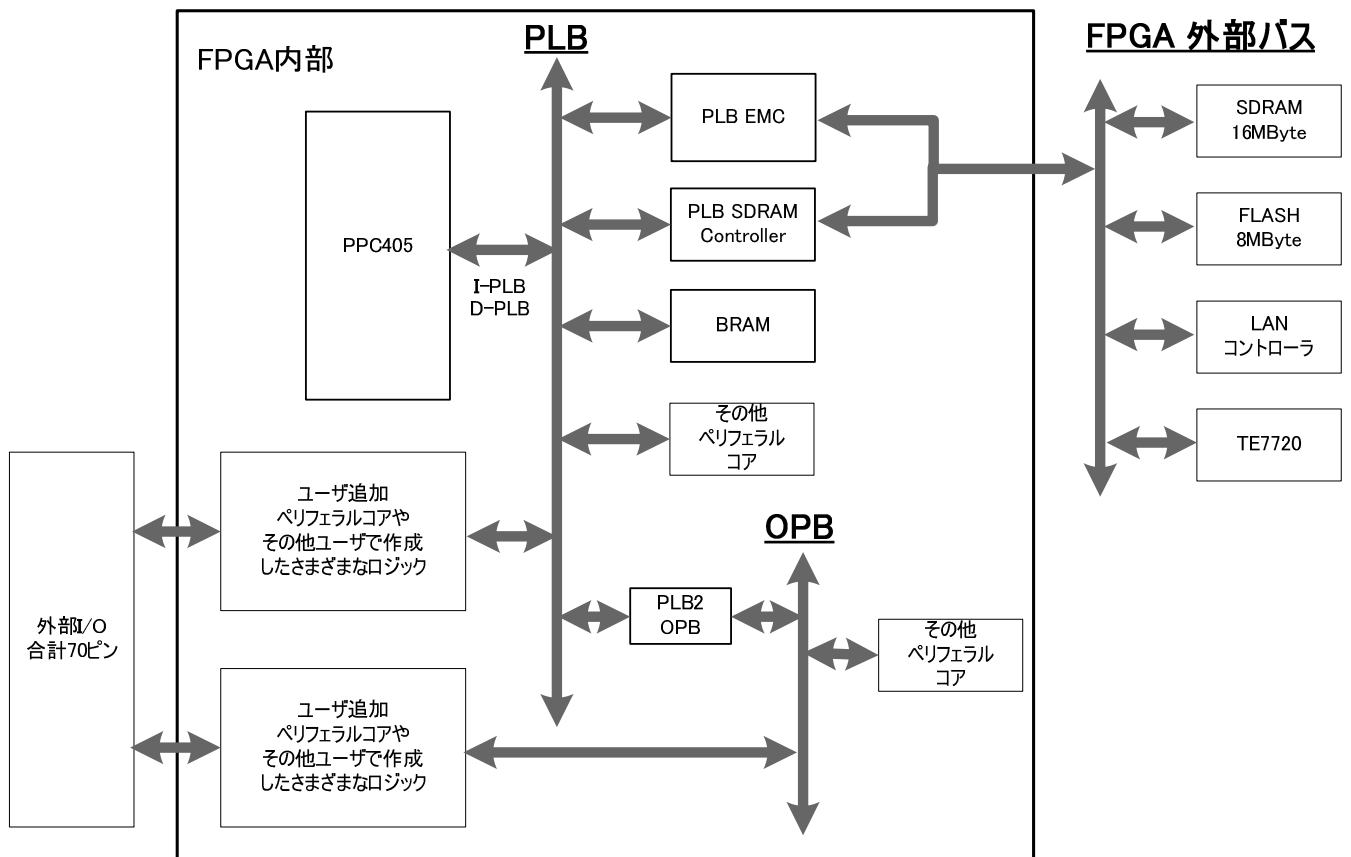 FPGA内部
PLB
FPGA 外部バス
PPC405
I-PLB
D-PLB
PLB EMC
PLB SDRAM
Controller
BRAM
その他
ペリフェラル
コア
SDRAM
16MByte
FLASH
8MByte
LAN
コントローラ
TE7720
外部I/O
合計70ピン
ユーザ追加
ペリフェラルコアや
その他ユーザで作成
したさまざまなロジック
OPB
PLB2
OPB
その他
ペリフェラル
コア
ユーザ追加
ペリフェラルコアや
その他ユーザで作成
したさまざまなロジック